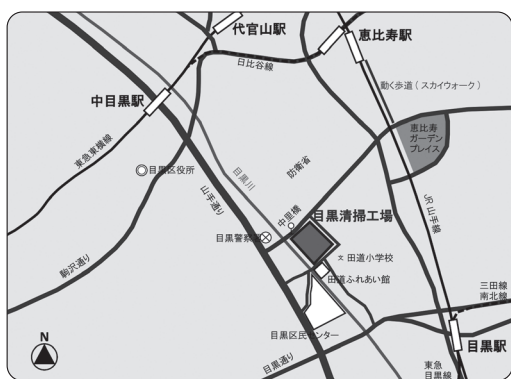 代官山駅
恵比寿駅
日比谷線
動く歩道(スカイウォーク)
中目黒駅
恵比寿
ガーデン
プレイス
東急東横線
目黒川
防衛省
目黒区役所
山手通り
JR山手線
中里橋
目黒清掃工場
目黒警察署
文 田道小学校
駒沢通り
田道ふれあい館
三田線
南北線
目黒区民センター
目黒駅
目黒通り
東急
目黒線
N